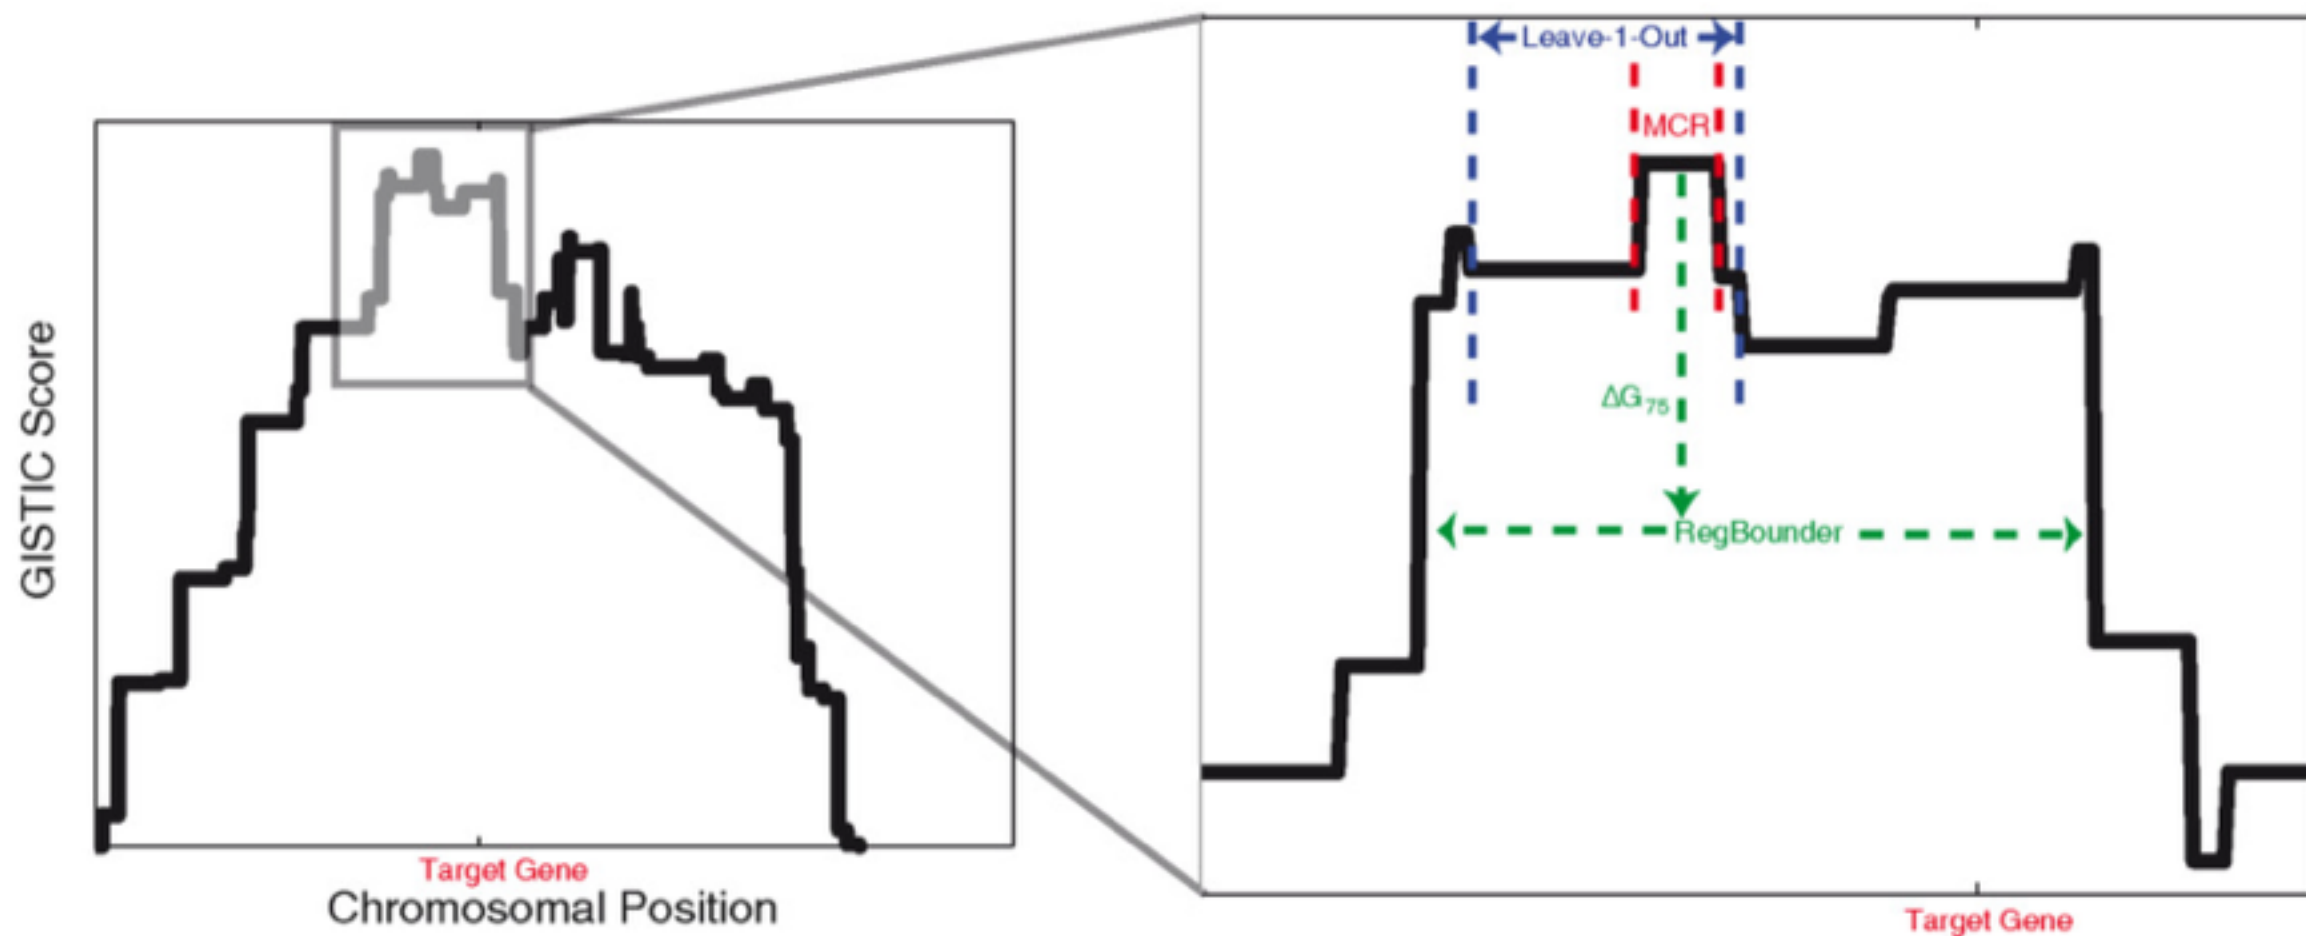 GISTIC Score
Target Gene
Chromosomal Position
Leave-1-Out
MCR
ΔG75
RegBounder
Target Gene